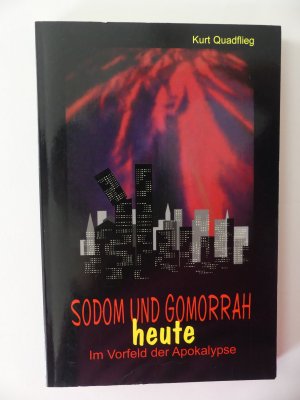 Kurt Quadflieg
SODOM UND GOMORRAH
heute
Im Vorfeld der Apokalypse